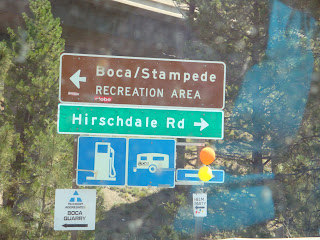 Boca/Stampede
RECREATION AREA
Hirschdale Rd
BOCA
QUARRY